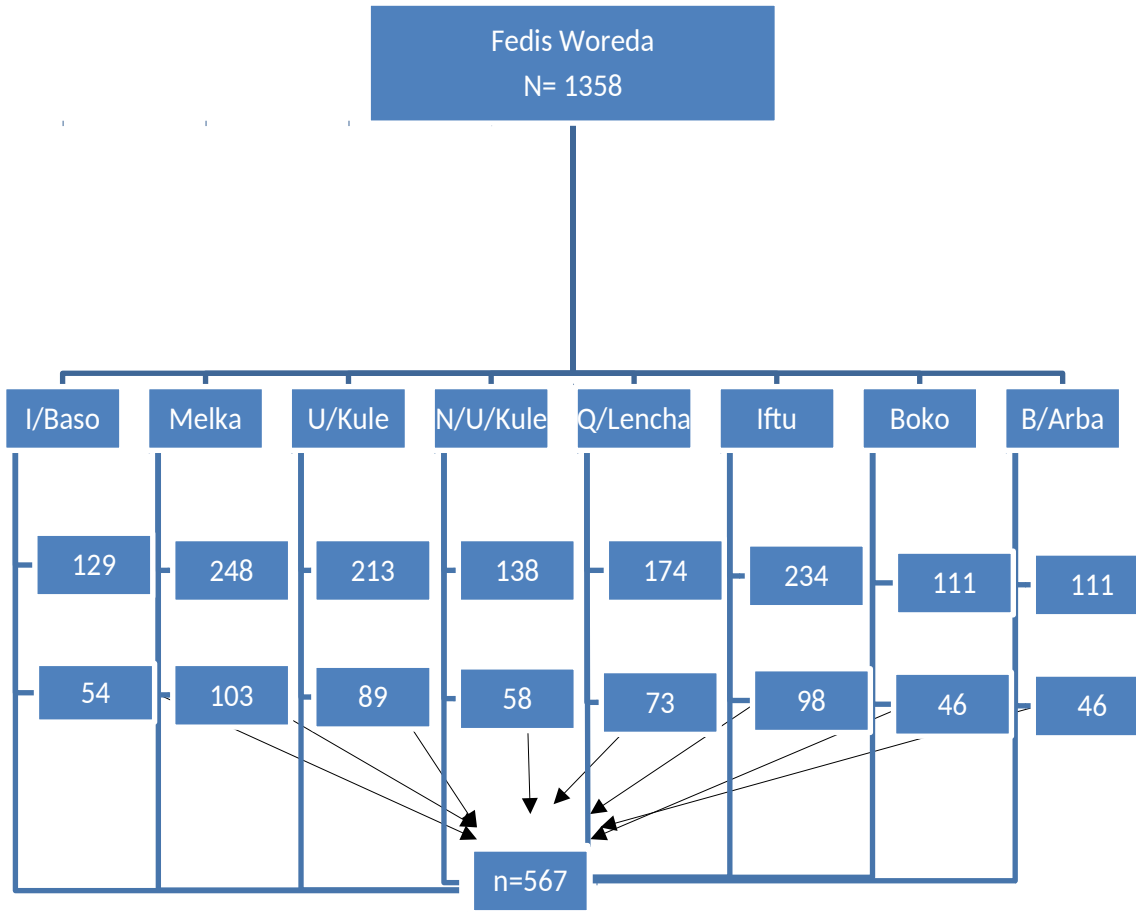 Fedis Woreda
N= 1358
I/Baso
Melka
U/Kule
N/U/Kule
Q/Lencha
Iftu
Boko
B/Arba
129
248
213
138
174
234
111
111
54
103
89
58
73
98
46
46
n=567